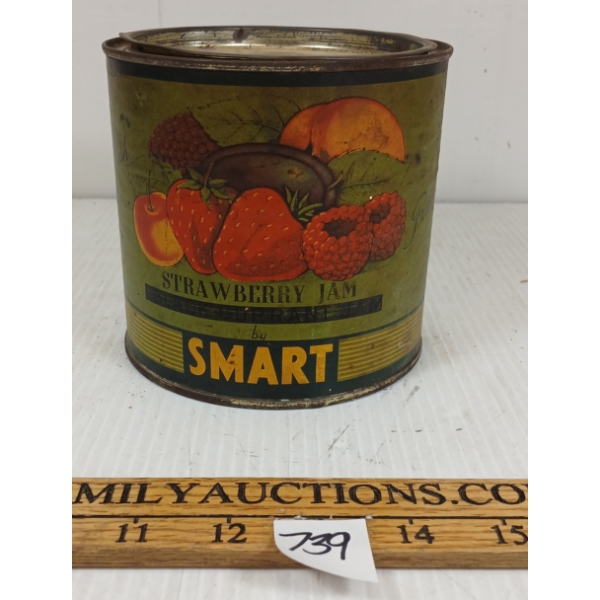 STRAWBERRY JAM
by
SMART
MILYAUCTIONS.CO
11 12 739 14 15